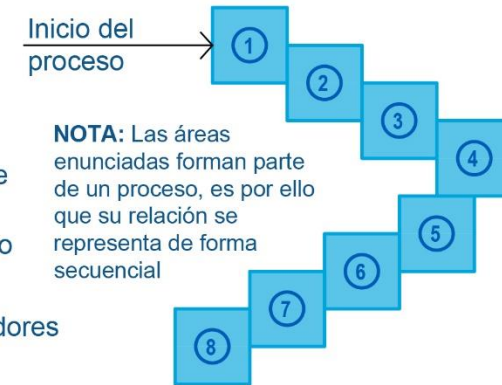 Inicio del
proceso
1
2
3
4
5
6
7
8
NOTA: Las áreas
enunciadas forman parte
de un proceso, es por ello
que su relación se
representa de forma
secuencial